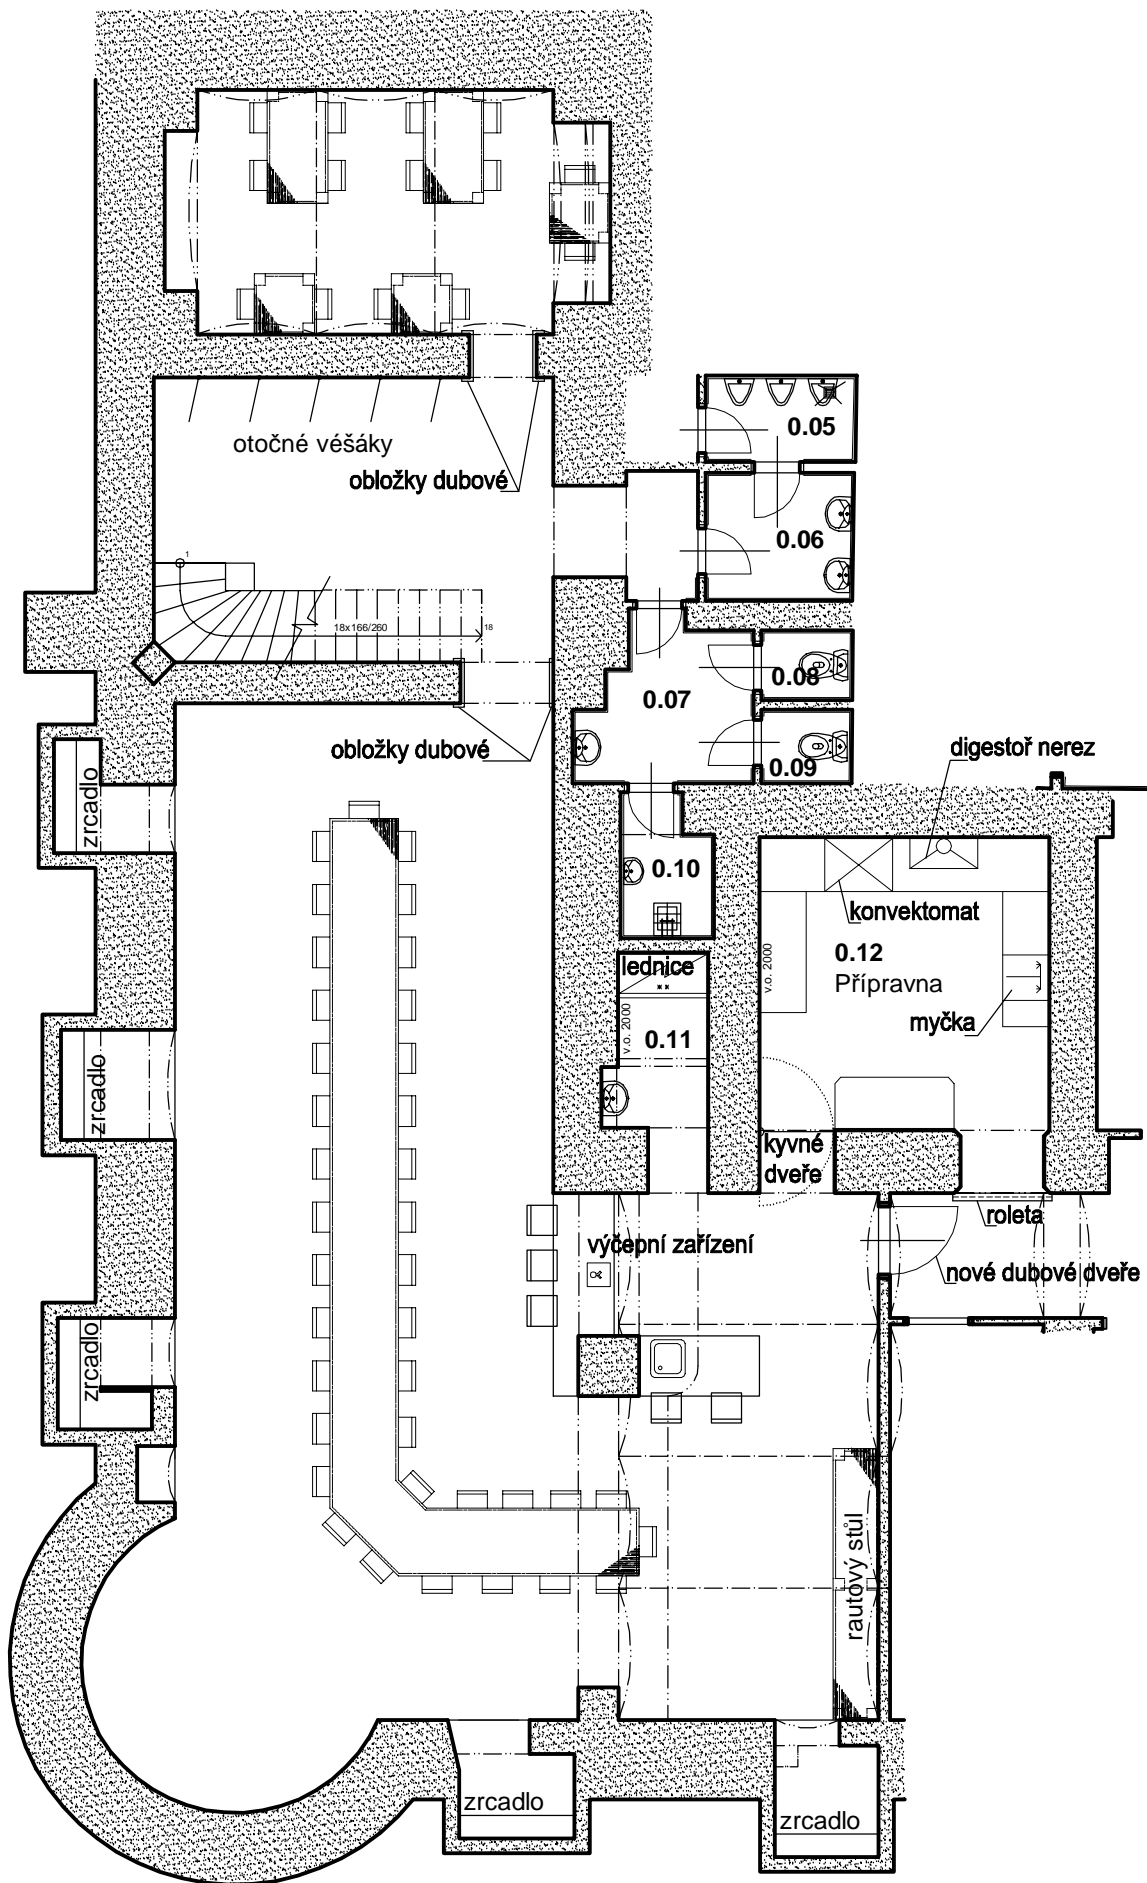 0.05
otočné véšáky
obložky dubové
0.06
1
18x166/260
18
0.08
0.07
obložky dubové
digestoř nerez
0.09
zrcadlo
0.10
konvektomat
0.12
Přípravna
v.o. 2000
lednice
myčka
v.o. 2000
0.11
zrcadlo
kyvné
dveře
roleta
výčepní zařízení
nové dubové dveře
zrcadlo
rautový stůl
zrcadlo
zrcadlo